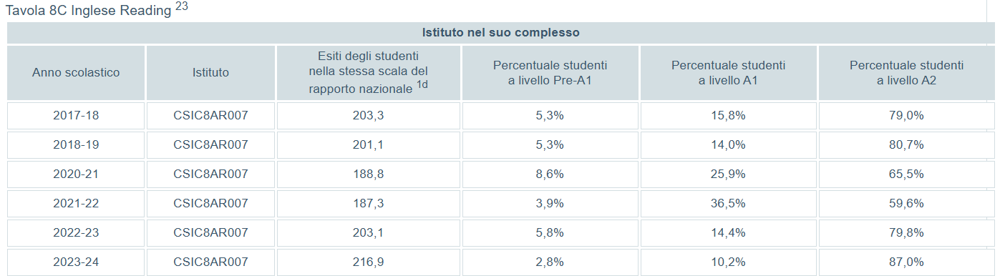 Tavola 8C Inglese Reading 23
Istituto nel suo complesso
Anno scolastico Istituto Esiti degli studenti nella stessa scala del rapporto nazionale 1d Percentuale studenti a livello Pre-A1 Percentuale studenti a livello A1 Percentuale studenti a livello A2
2017-18 CSIC8AR007 203,3 5,3% 15,8% 79,0%
2018-19 CSIC8AR007 201,1 5,3% 14,0% 80,7%
2020-21 CSIC8AR007 188,8 8,6% 25,9% 65,5%
2021-22 CSIC8AR007 187,3 3,9% 36,5% 59,6%
2022-23 CSIC8AR007 203,1 5,8% 14,4% 79,8%
2023-24 CSIC8AR007 216,9 2,8% 10,2% 87,0%